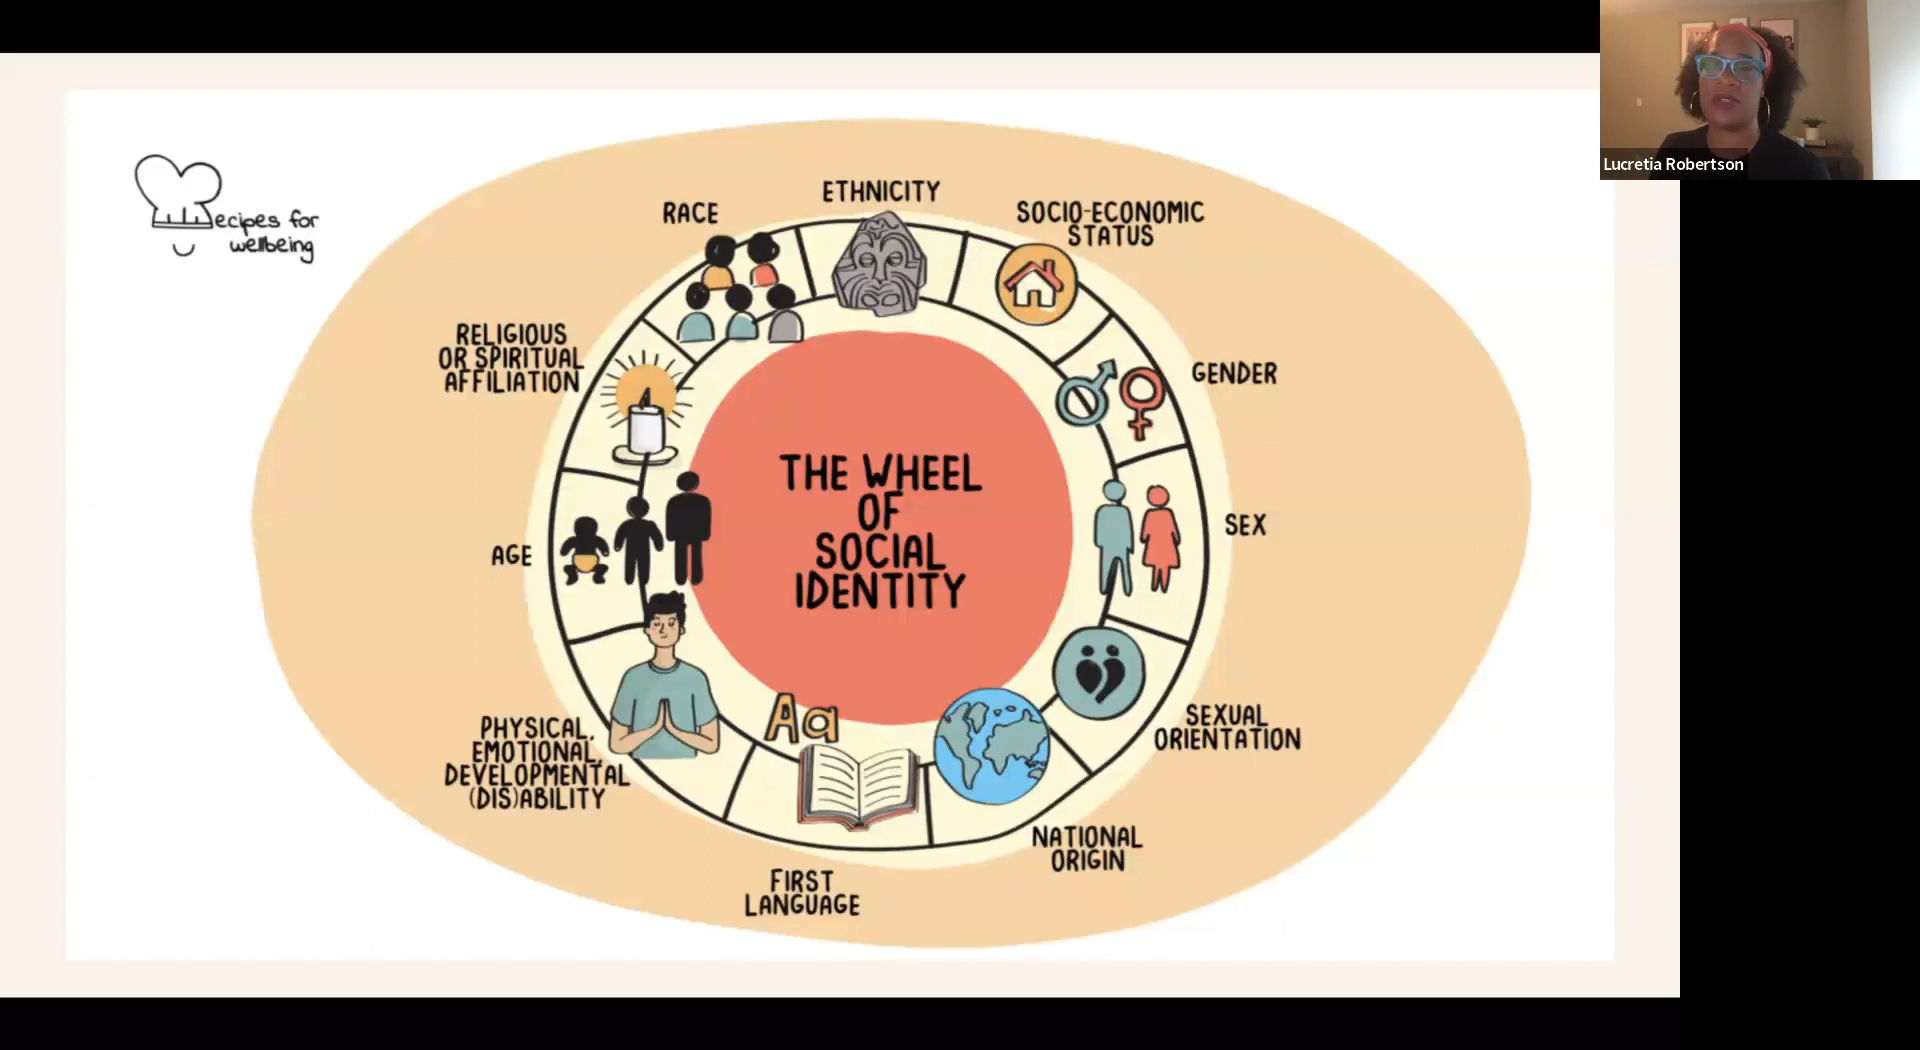 Lucretia Robertson
ecipes for
wellbeing
ETHNICITY
RACE
SOCIO-ECONOMIC
STATUS
RELIGIOUS
OR SPIRITUAL
AFFILIATION
GENDER
THE WHEEL
OF
SOCIAL
IDENTITY
SEX
AGE
PHYSICAL,
EMOTIONAL,
DEVELOPMENTAL
(DIS)ABILITY
Aa
SEXUAL
ORIENTATION
NATIONAL
ORIGIN
FIRST
LANGUAGE